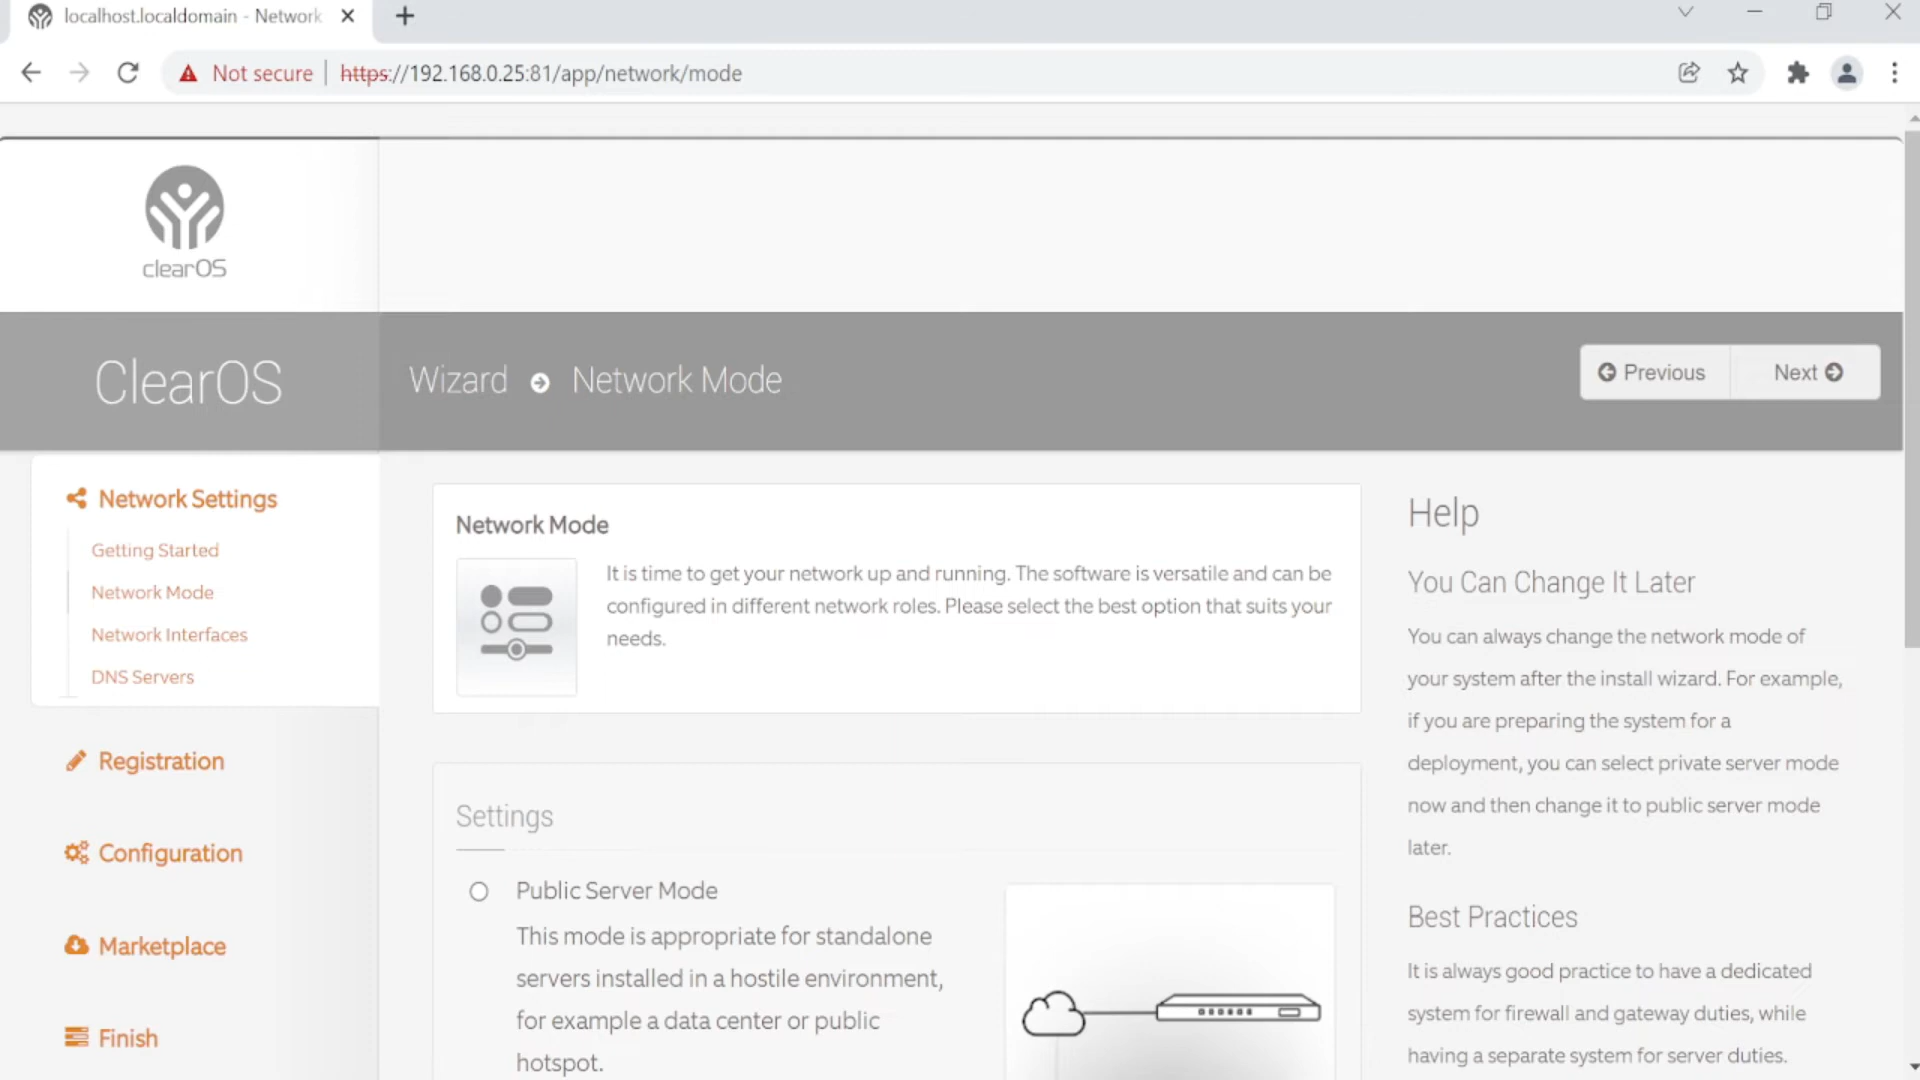 localhost.localdomain - Network
Not secure
https://192.168.0.25:81/app/network/mode
clearOS
ClearOS
Wizard
Network Mode
Previous
Next
Network Settings
Getting Started
Network Mode
Network Interfaces
DNS Servers
Registration
Configuration
Marketplace
Finish
Network Mode
It is time to get your network up and running. The software is versatile and can be
configured in different network roles. Please select the best option that suits your
needs.
Settings
Public Server Mode
This mode is appropriate for standalone
servers installed in a hostile environment,
for example a data center or public
hotspot.
Help
You Can Change It Later
You can always change the network mode of
your system after the install wizard. For example,
if you are preparing the system for a
deployment, you can select private server mode
now and then change it to public server mode
later.
Best Practices
It is always good practice to have a dedicated
system for firewall and gateway duties, while
having a separate system for server duties.